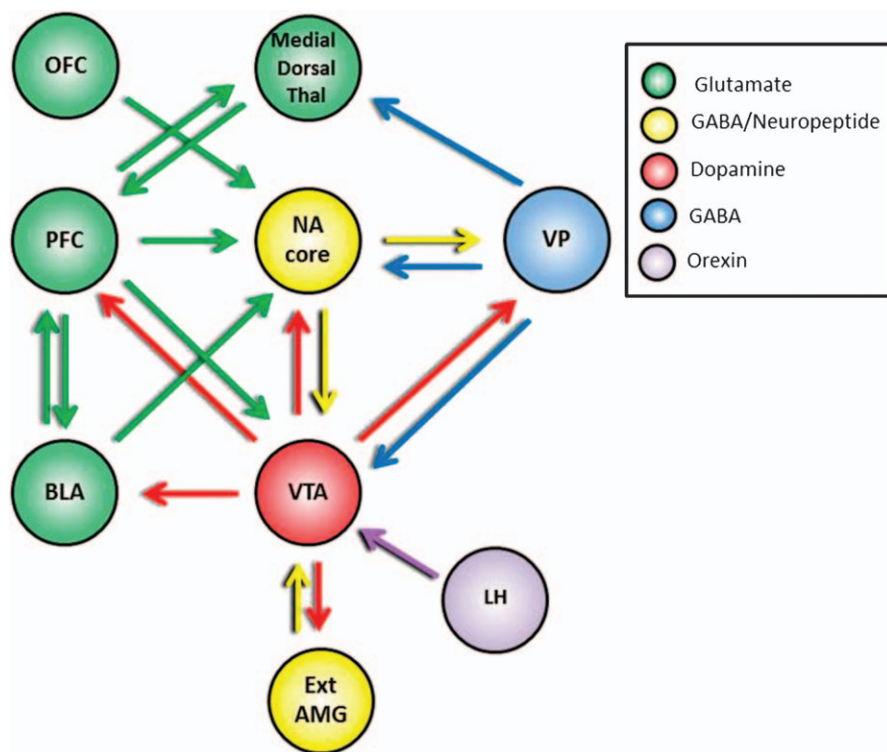 OFC
Medial
Dorsal
Thal
PFC
NA
core
VP
BLA
VTA
LH
Ext
AMG
Glutamate
GABA/Neuropeptide
Dopamine
GABA
Orexin